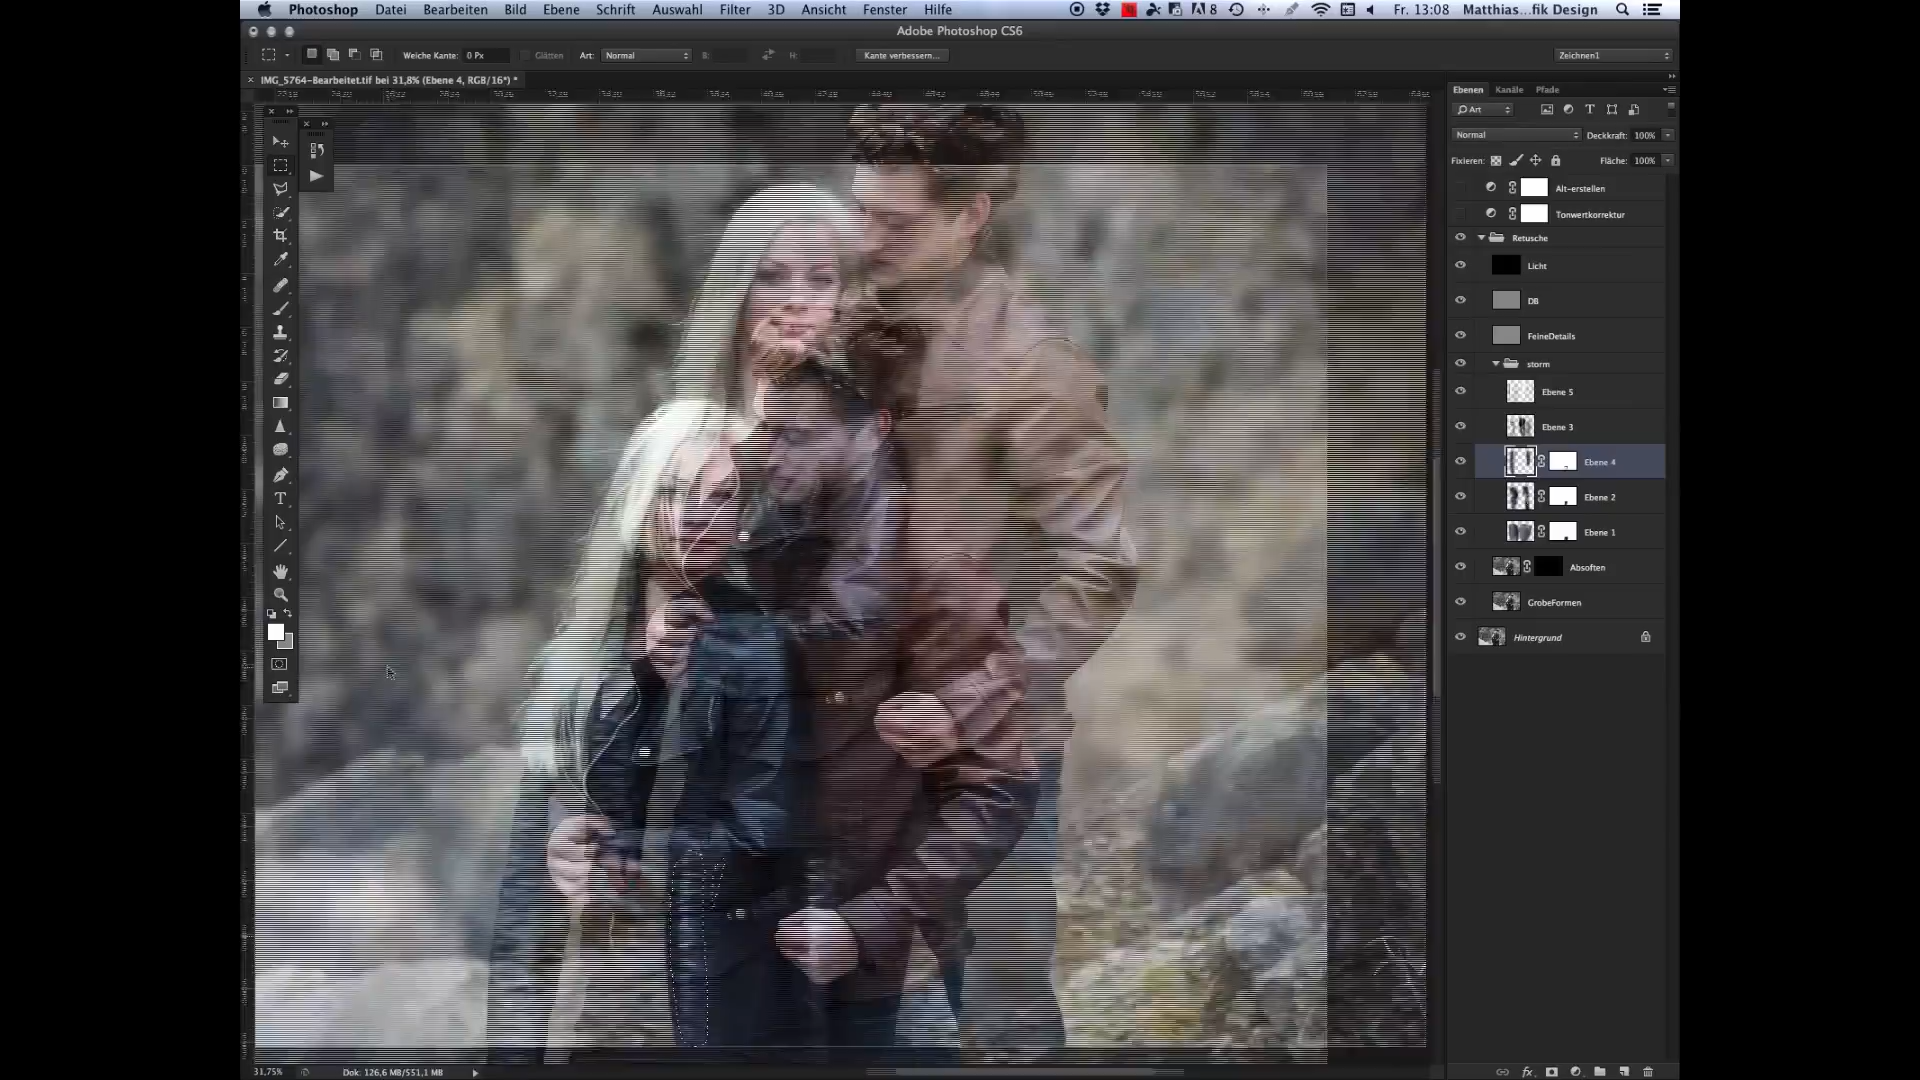 Photoshop Datei Bearbeiten Bild Ebene Schrift Auswahl Filter 3D Ansicht Fenster Hilfe 8 Fr. 13:08 Matthias...fik Design
Adobe Photoshop CS6
Weiche Kante: 0 Px Glätten Art: Normal B: H: Kante verbessern... Zeichnen1
IMG_5764-Bearbeitet.tif bei 31,8% (Ebene 4, RGB/16*) *
Ebenen Kanäle Pfade
Art
Normal Deckkraft: 100%
Fixieren: Fläche: 100%
Alt-erstellen
Tonwertkorrektur
Retusche
Licht
DB
FeineDetails
storm
Ebene 5
Ebene 3
Ebene 4
Ebene 2
Ebene 1
Absoften
GrobeFormen
Hintergrund
31,75% Dok: 126,6 MB/551,1 MB